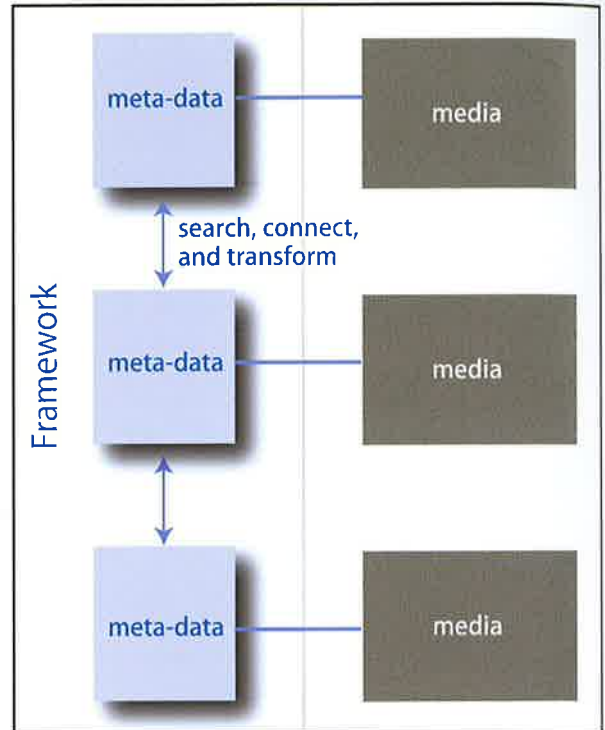 meta-data
media
search, connect,
and transform
Framework
meta-data
media
meta-data
media